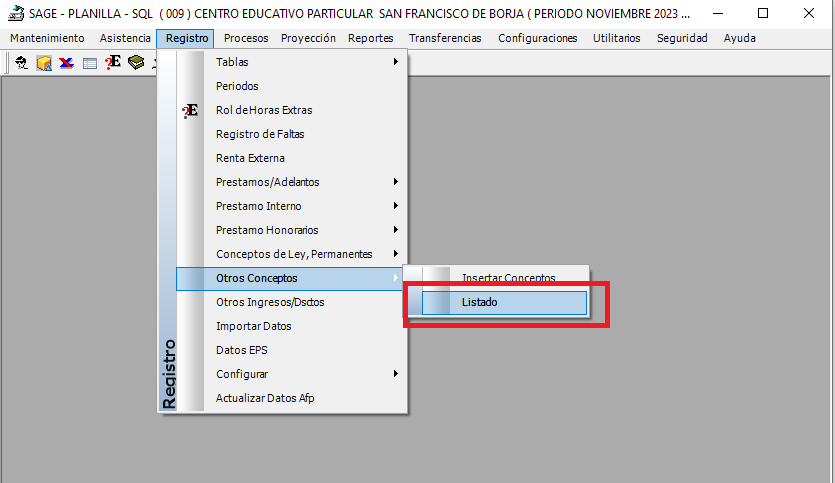 SAGE - PLANILLA - SQL ( 009 ) CENTRO EDUCATIVO PARTICULAR SAN FRANCISCO DE BORJA ( PERIODO NOVIEMBRE 2023 ...
Mantenimiento Asistencia Registro Procesos Proyección Reportes Transferencias Configuraciones Utilitarios Seguridad Ayuda
?E
Tablas
Periodos
?E Rol de Horas Extras
Registro de Faltas
Renta Externa
Prestamos/Adelantos
Prestamo Interno
Prestamo Honorarios
Conceptos de Ley, Permanentes
Otros Conceptos
Insertar Conceptos
Otros Ingresos/Dsctos
Listado
Importar Datos
Datos EPS
Configurar
Actualizar Datos Afp
Registro